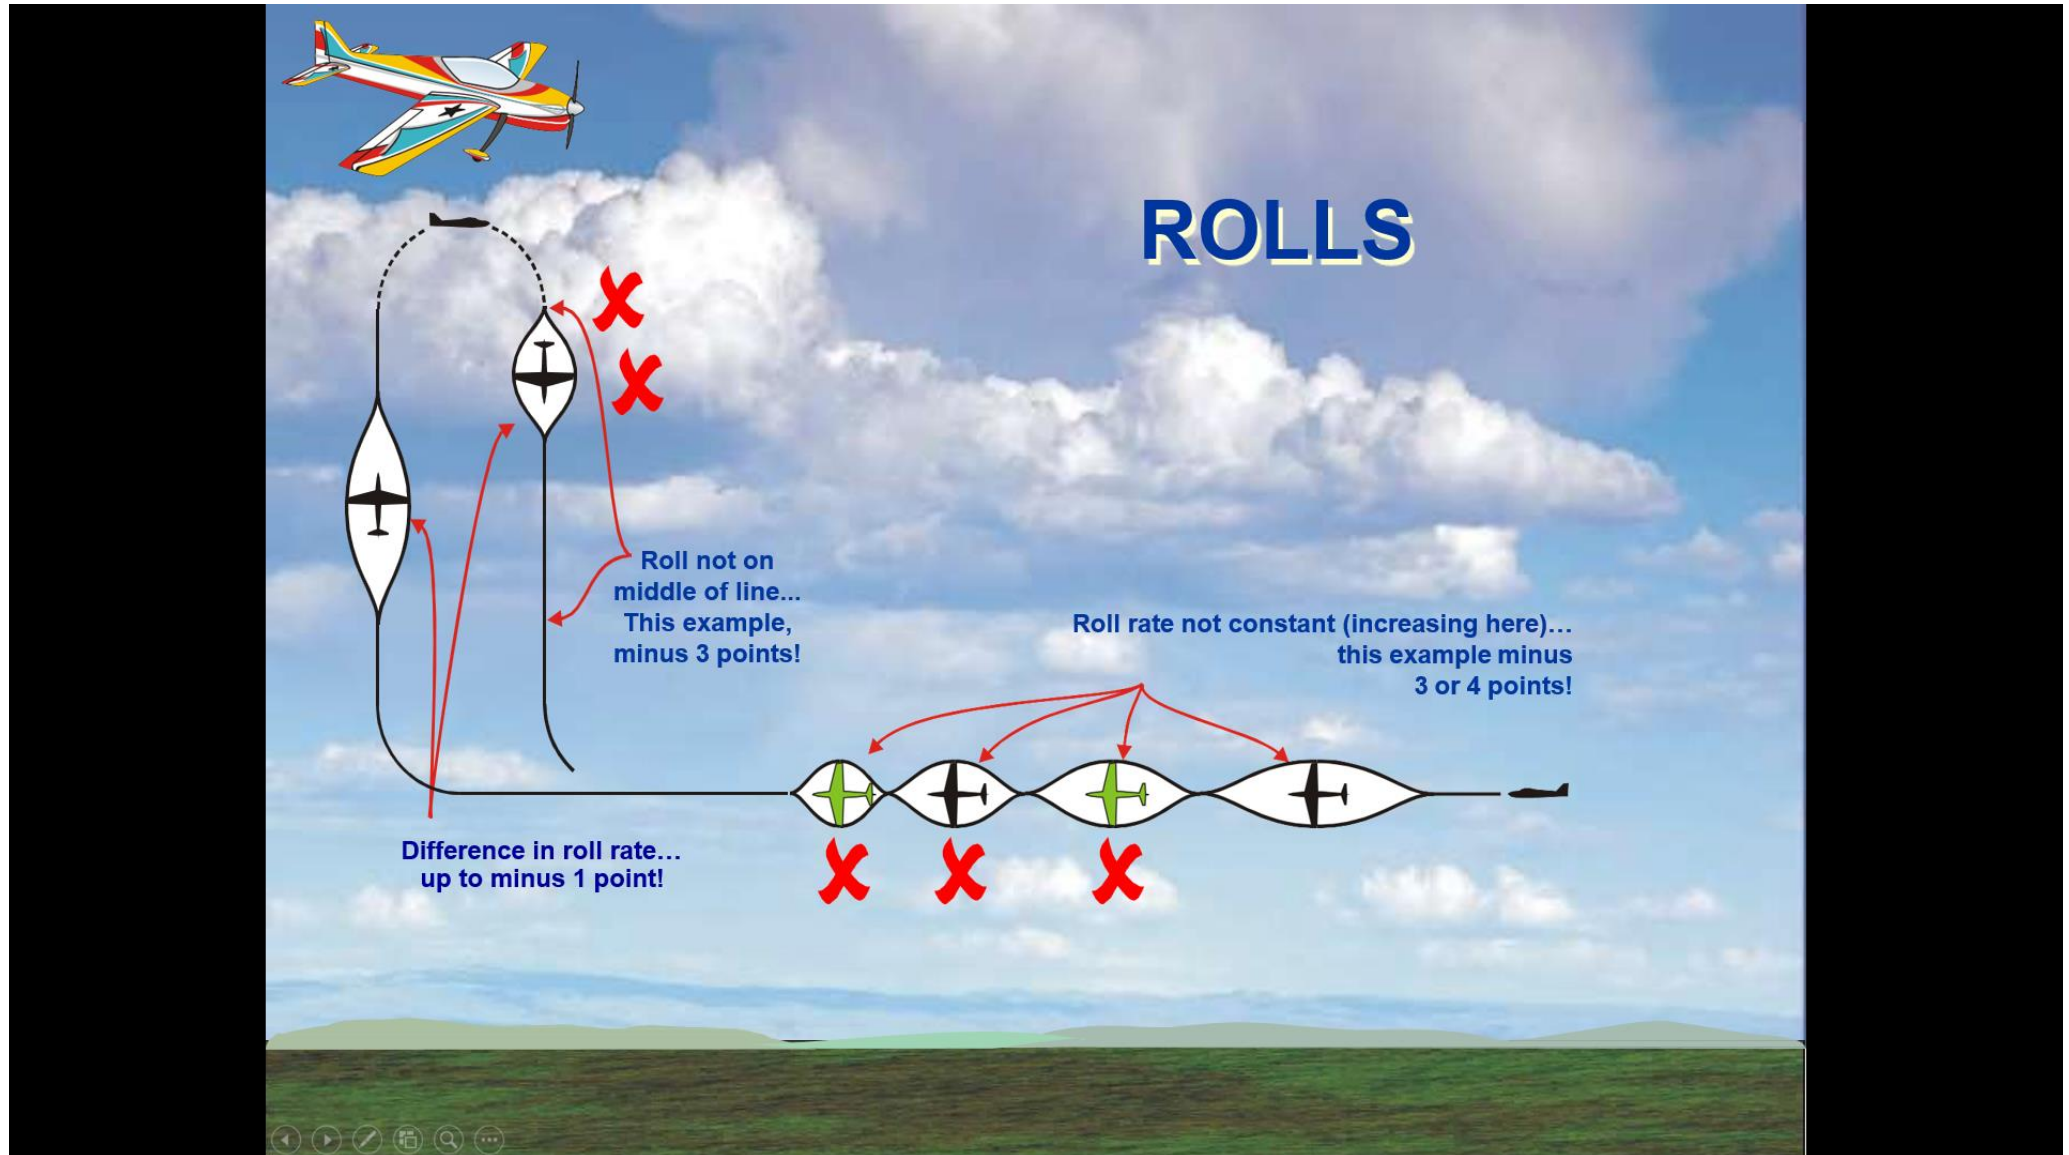 ROLLS
Roll not on
middle of line...
This example,
minus 3 points!
Roll rate not constant (increasing here)...
this example minus
3 or 4 points!
Difference in roll rate...
up to minus 1 point!